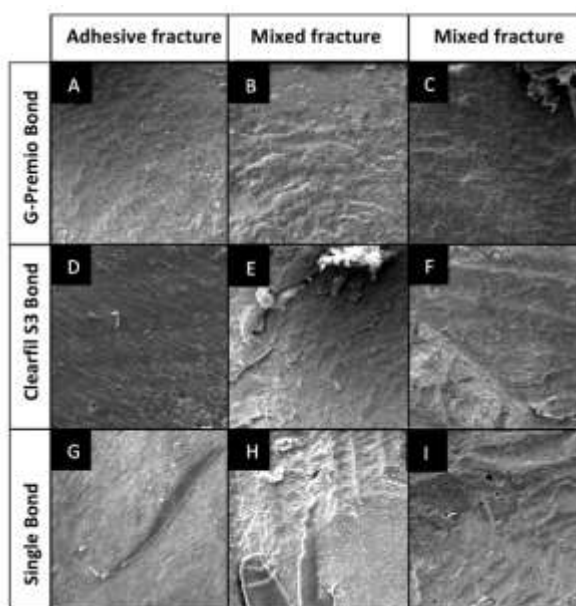 Adhesive fracture Mixed fracture Mixed fracture
G-Premio Bond
A B C
Clearfil S3 Bond
D E F
Single Bond
G H I